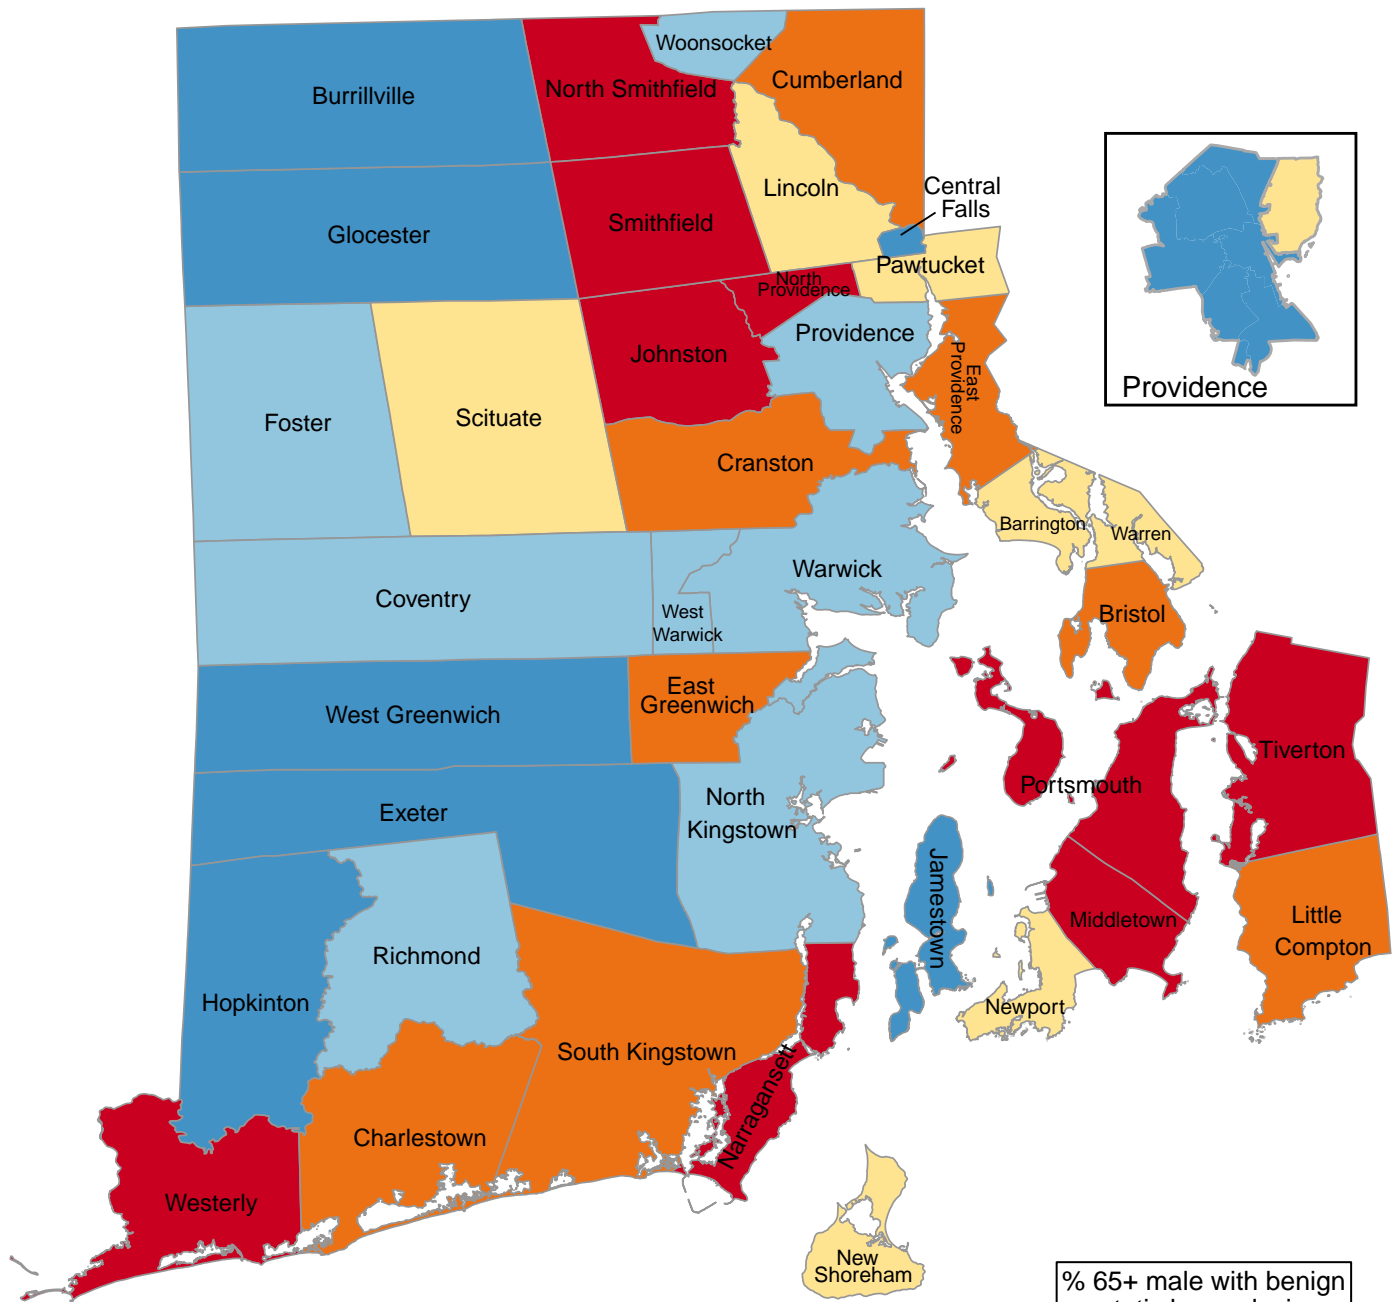 Woonsocket
Burrillville
North Smithfield
Cumberland
Lincoln
Central
Falls
Glocester
Smithfield
Pawtucket
North
Providence
Providence
Johnston
East
Providence
Providence
Foster
Scituate
Cranston
Barrington
Warren
Warwick
Coventry
West
Warwick
Bristol
East
Greenwich
West Greenwich
Tiverton
Portsmouth
North
Kingstown
Exeter
Jamestown
Middletown
Little
Compton
Richmond
Hopkinton
Newport
South Kingstown
Narragansett
Charlestown
Westerly
New
Shoreham
% 65+ male with benign